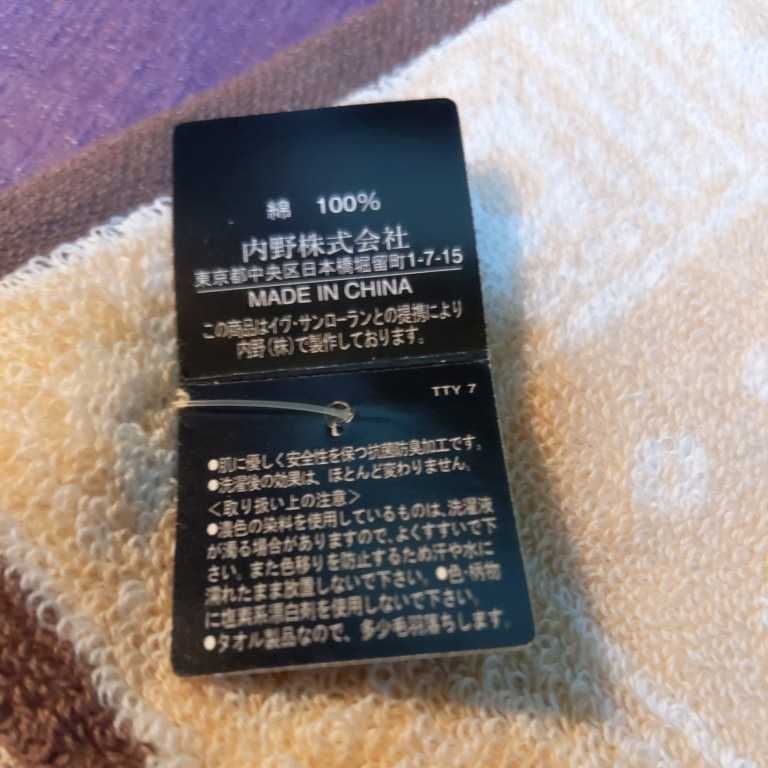 綿 100%
内野株式会社
東京都中央区日本橋堀留町1-7-15
MADE IN CHINA
この商品はイヴ・サンローランとの提携により
内野(株)で製作しております。
TTY 7
●肌に優しく安全性を保つ抗菌防臭加工です。
●洗濯後の効果は、ほとんど変わりません。
<取り扱い上の注意>
●濃色の染料を使用しているものは、洗濯液
が濁る場合がありますので、よくすすいで下
さい。また色移りを防止するため汗や水に
濡れたまま放置しないで下さい。●色・柄物
に塩素系漂白剤を使用しないで下さい。
●タオル製品なので、多少毛羽落ちします。